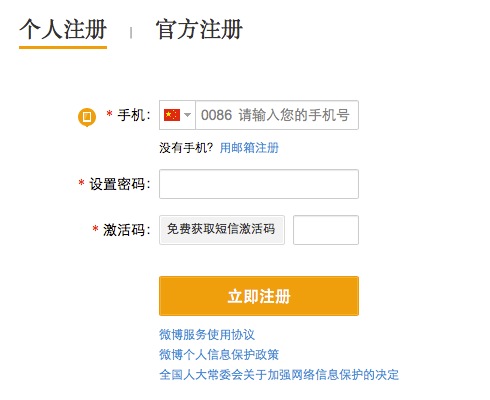 个人注册 | 官方注册
* 手机： 0086 请输入您的手机号
没有手机？ 用邮箱注册
* 设置密码：
* 激活码： 免费获取短信激活码
立即注册
微博服务使用协议
微博个人信息保护政策
全国人大常委会关于加强网络信息保护的决定